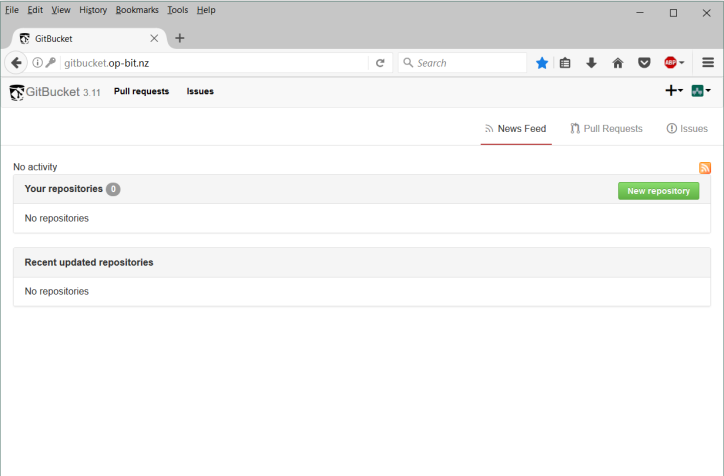 File Edit View History Bookmarks Tools Help
GitBucket
gitbucket.op-bit.nz Search ABP
GitBucket 3.11 Pull requests Issues
News Feed Pull Requests Issues
No activity
Your repositories 0 New repository
No repositories
Recent updated repositories
No repositories